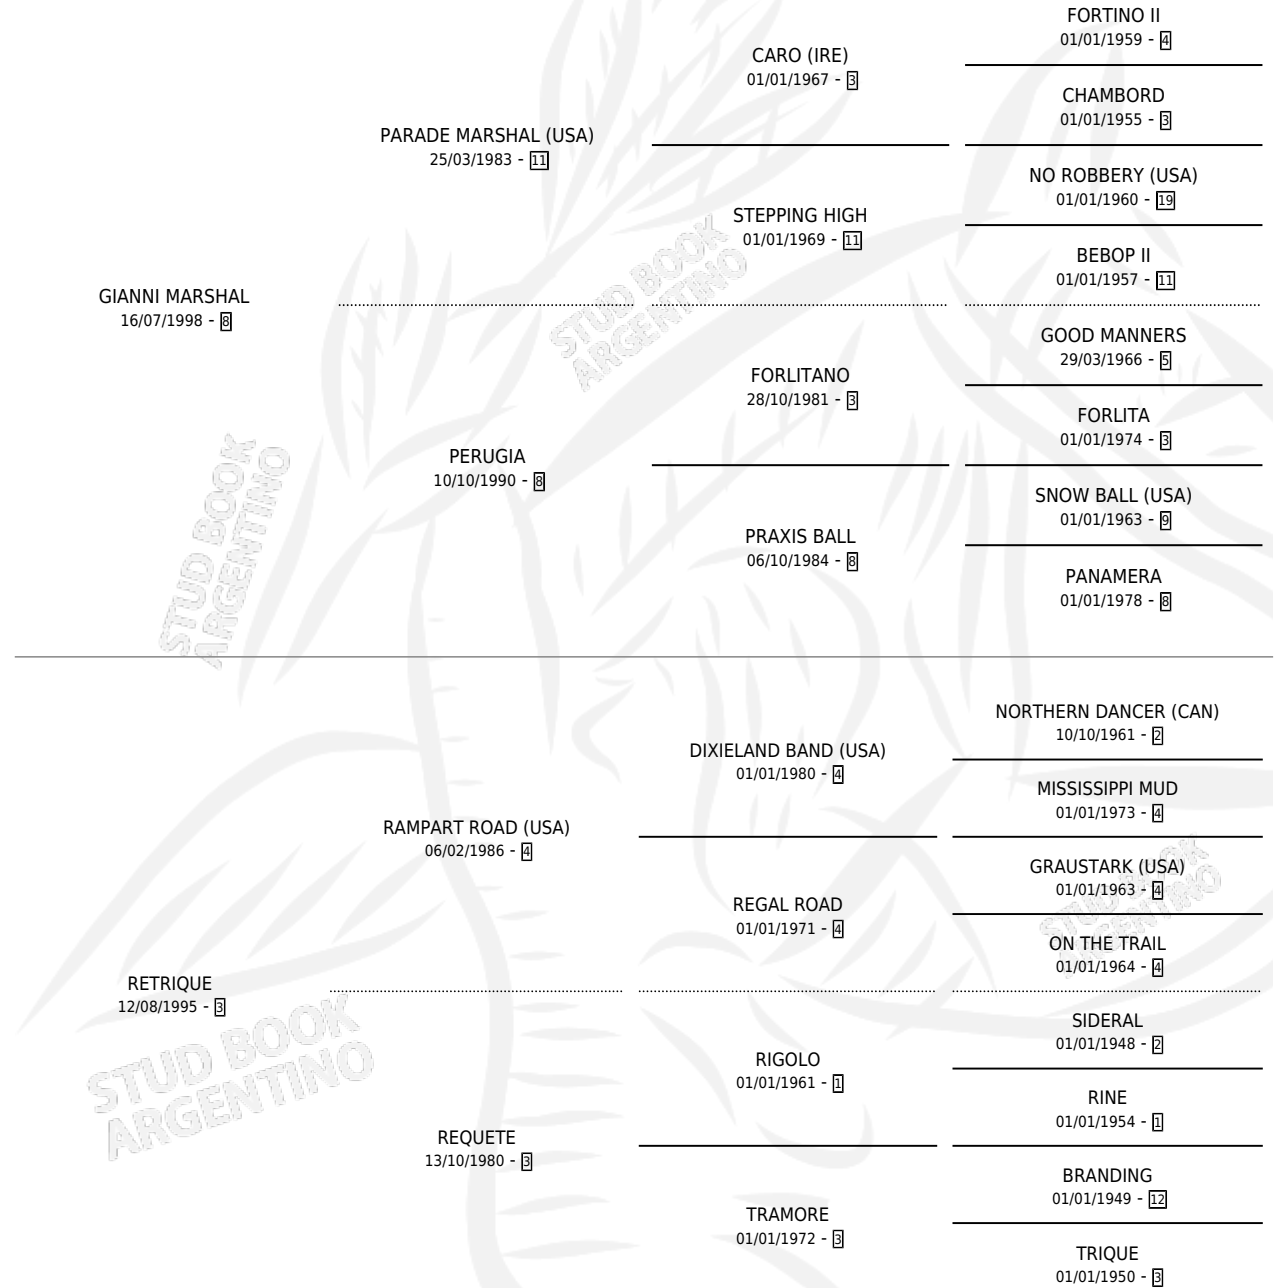 FORTINO II
01/01/1959 - 4
CARO (IRE)
01/01/1967 - 3
CHAMBORD
01/01/1955 - 3
PARADE MARSHAL (USA)
25/03/1983 - 11
NO ROBBERY (USA)
01/01/1960 - 19
STEPPING HIGH
01/01/1969 - 11
BEBOP II
01/01/1957 - 11
GIANNI MARSHAL
16/07/1998 - 8
GOOD MANNERS
29/03/1966 - 5
FORLITANO
28/10/1981 - 3
FORLITA
01/01/1974 - 3
PERUGIA
10/10/1990 - 8
SNOW BALL (USA)
01/01/1963 - 9
PRAXIS BALL
06/10/1984 - 8
PANAMERA
01/01/1978 - 8
STUD BOOK
ARGENTINO
STUD BOOK
ARGENTINO
NORTHERN DANCER (CAN)
10/10/1961 - 2
DIXIELAND BAND (USA)
01/01/1980 - 4
MISSISSIPPI MUD
01/01/1973 - 4
RAMPART ROAD (USA)
06/02/1986 - 4
GRAUSTARK (USA)
01/01/1963 - 4
REGAL ROAD
01/01/1971 - 4
ON THE TRAIL
01/01/1964 - 4
STUD BOOK
ARGENTINO
RETRIQUE
12/08/1995 - 3
SIDERAL
01/01/1948 - 2
RIGOLO
01/01/1961 - 1
RINE
01/01/1954 - 1
REQUETE
13/10/1980 - 3
BRANDING
01/01/1949 - 12
TRAMORE
01/01/1972 - 3
TRIQUE
01/01/1950 - 3
STUD BOOK
ARGENTINO